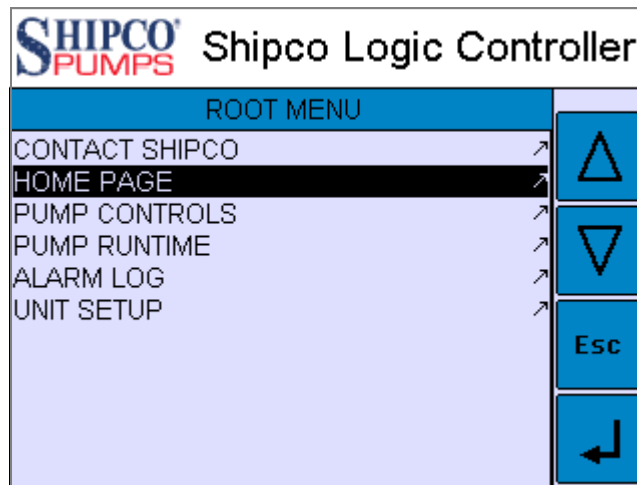 SHIPCO®
PUMPS
Shipco Logic Controller
ROOT MENU
CONTACT SHIPCO
HOME PAGE
PUMP CONTROLS
PUMP RUNTIME
ALARM LOG
UNIT SETUP
Esc